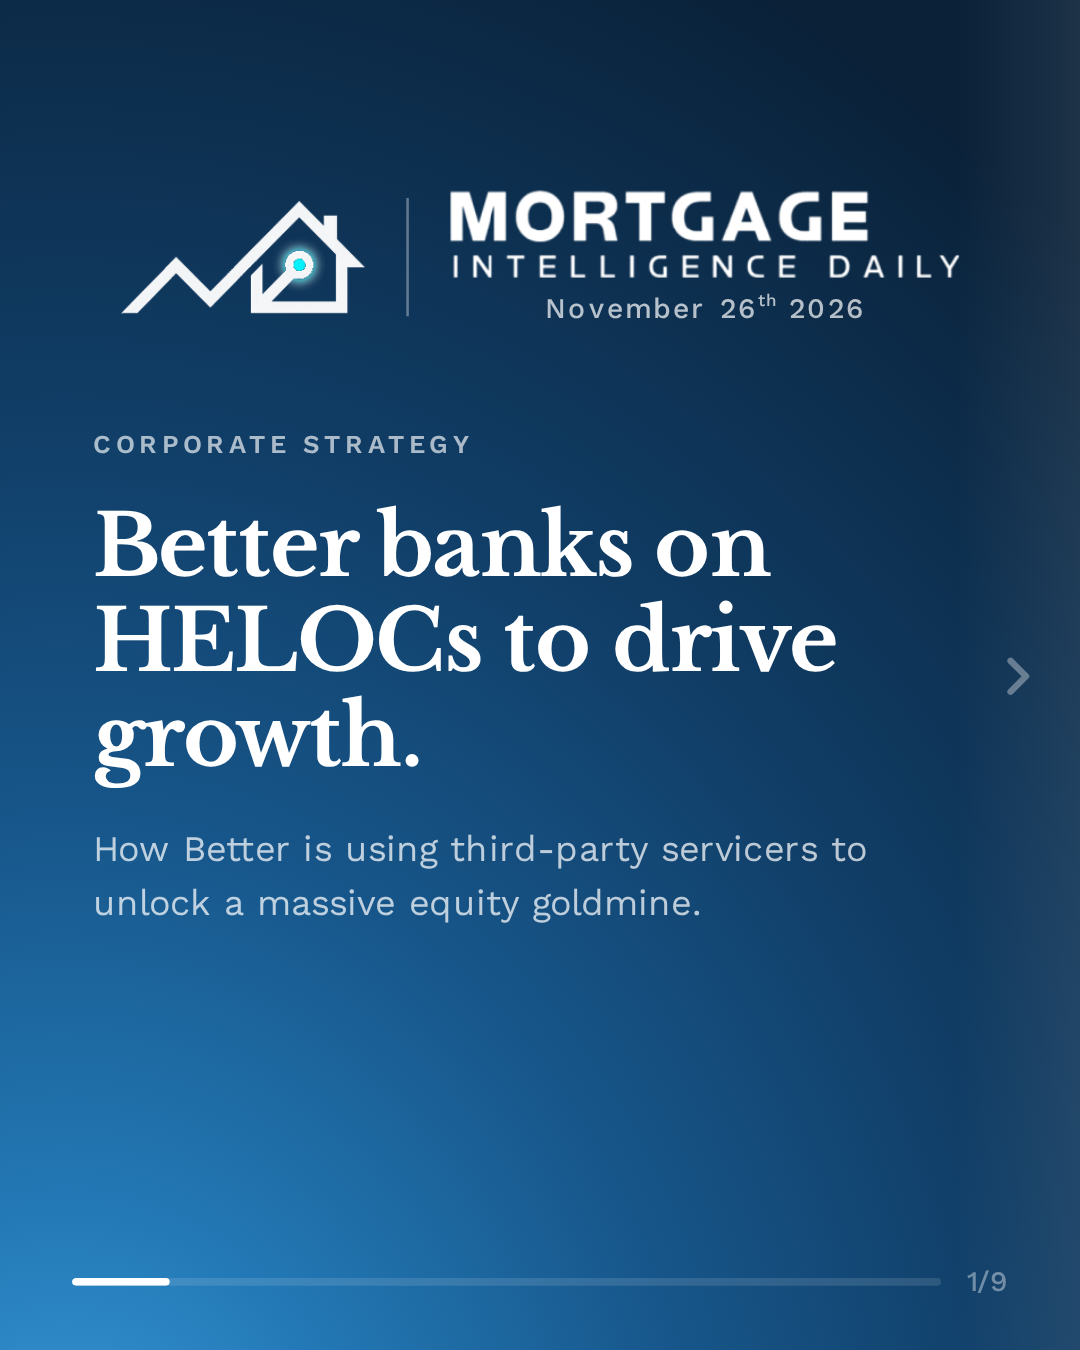 MORTGAGE
INTELLIGENCE DAILY
November 26th 2026
CORPORATE STRATEGY
Better banks on
HELOCs to drive
growth.
How Better is using third-party servicers to
unlock a massive equity goldmine.
1/9